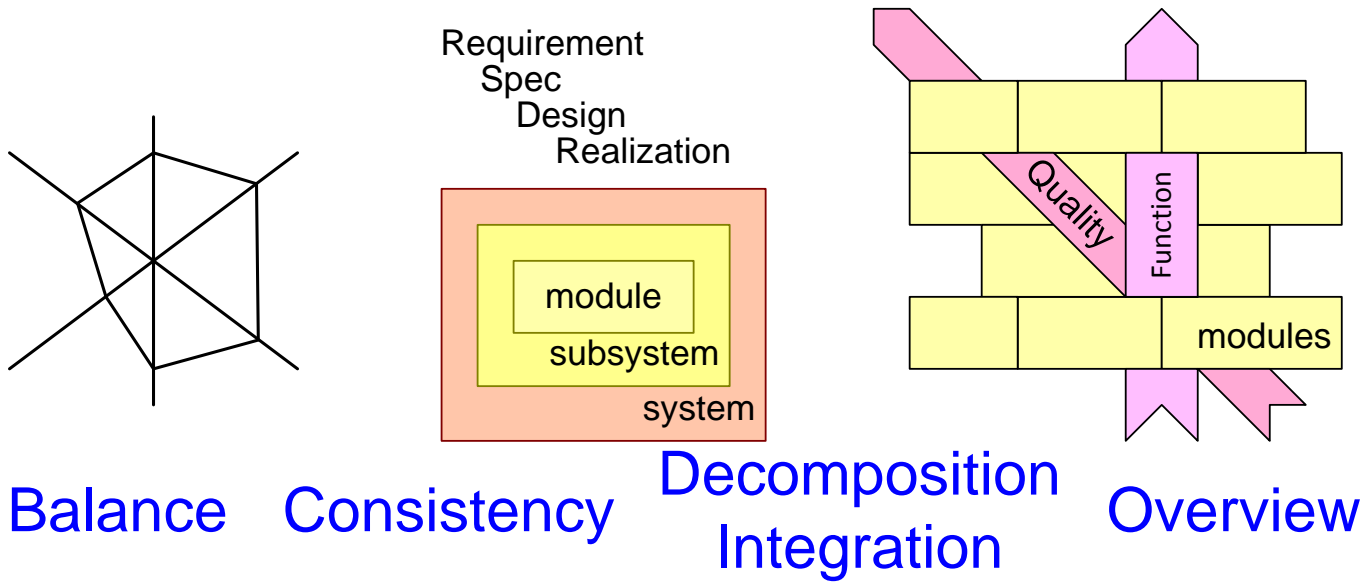 Requirement
Spec
Design
Realization
module
subsystem
system
Quality
Function
modules
Balance
Consistency
Decomposition
Integration
Overview